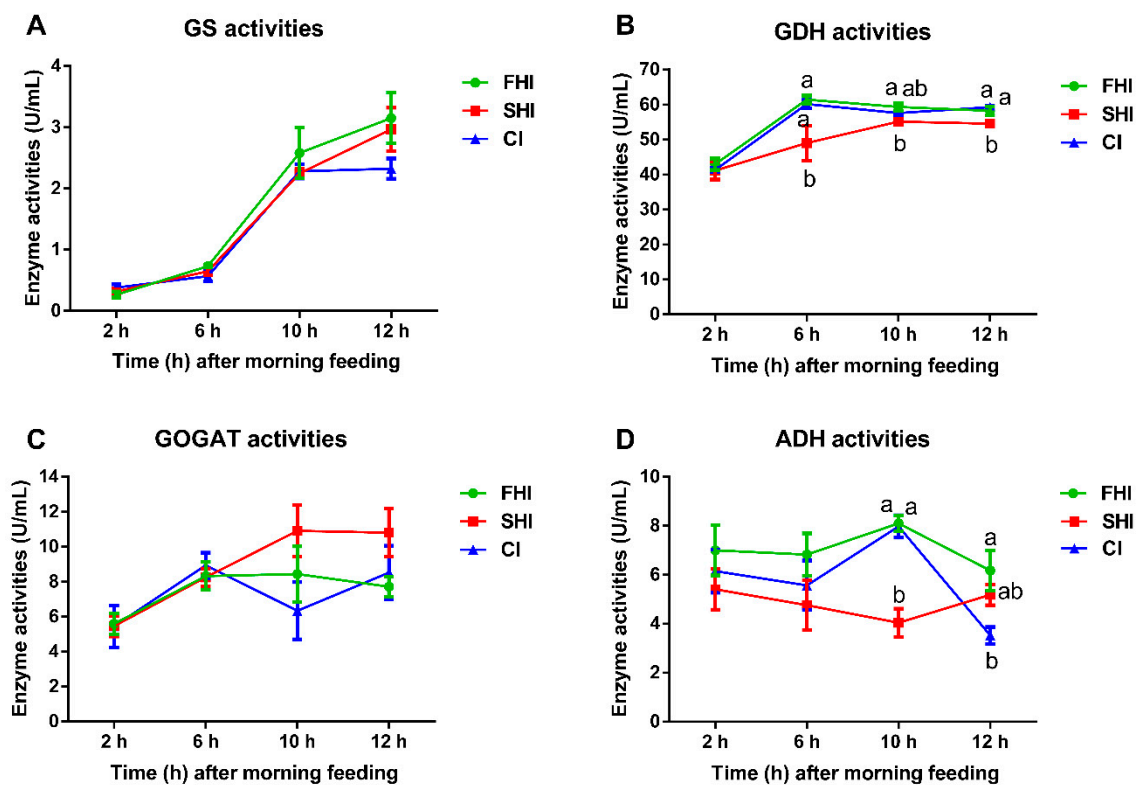 A
GS activities
Enzyme activities (U/mL)
4
3
2
1
0
2 h 6 h 10 h 12 h
Time (h) after morning feeding
FHI
SHI
CI
B
GDH activities
Enzyme activities (U/mL)
70
60
50
40
30
20
10
0
a
a
b
a ab
b
a a
b
2 h 6 h 10 h 12 h
Time (h) after morning feeding
FHI
SHI
CI
C
GOGAT activities
Enzyme activities (U/mL)
14
12
10
8
6
4
2
0
2 h 6 h 10 h 12 h
Time (h) after morning feeding
FHI
SHI
CI
D
ADH activities
Enzyme activities (U/mL)
10
8
6
4
2
0
a a
b
a
ab
b
2 h 6 h 10 h 12 h
Time (h) after morning feeding
FHI
SHI
CI